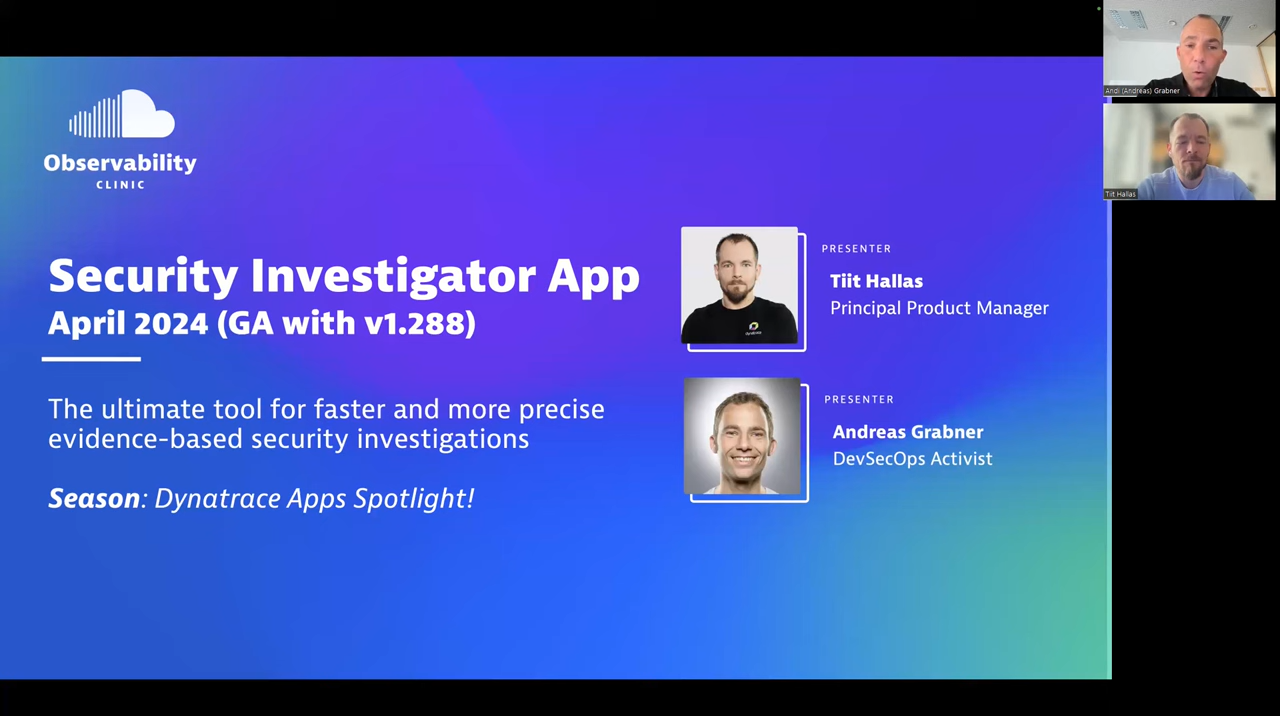 Observability
CLINIC
Security Investigator App
April 2024 (GA with v1.288)
The ultimate tool for faster and more precise
evidence-based security investigations
Season: Dynatrace Apps Spotlight!
PRESENTER
Tiit Hallas
Principal Product Manager
PRESENTER
Andreas Grabner
DevSecOps Activist
Andi (Andreas) Grabner
Tiit Hallas